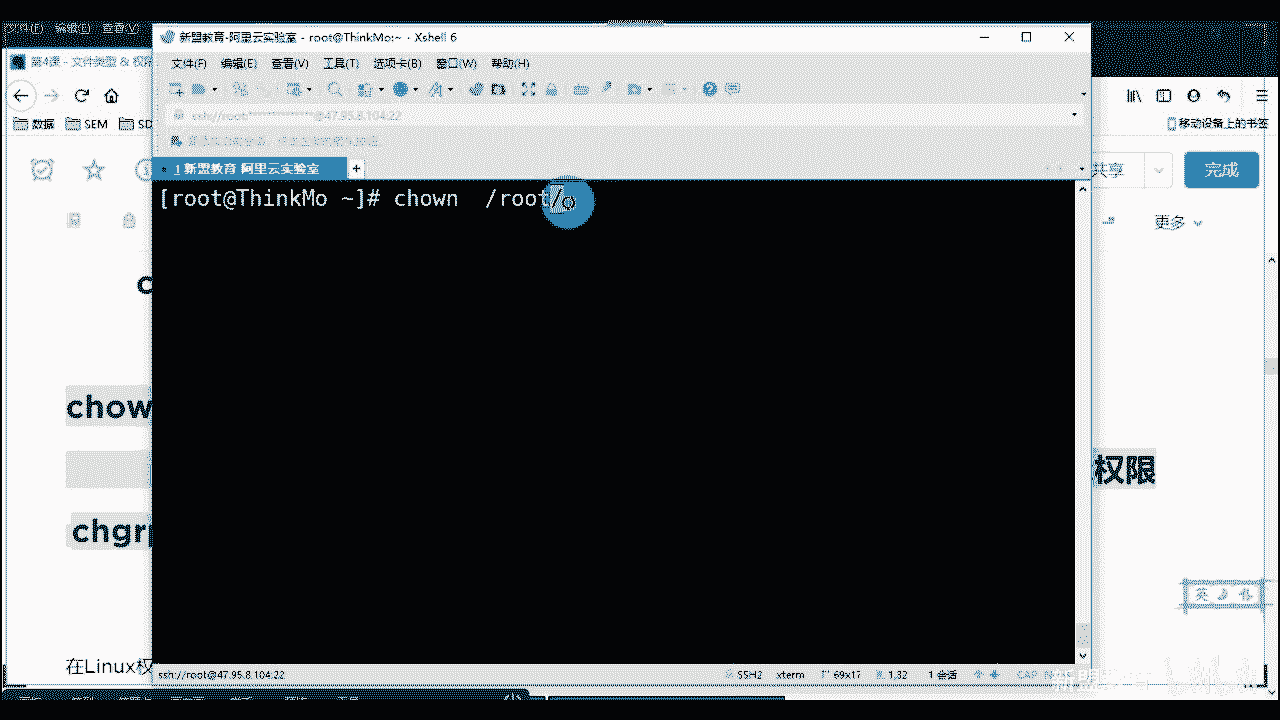 文件(F) 编辑(E) 查看(V)
新盟教育-阿里云实验室 - root@ThinkMo:~ - Xshell 6
第4课 - 文件类型 & 权限
文件(F) 编辑(E) 查看(V) 工具(T) 选项卡(B) 窗口(W) 帮助(H)
数据 SEM SD
移动设备上的书签
ssh://root:**************@47.95.8.104:22
1 新盟教育 阿里云实验室
共享
完成
更多
[root@ThinkMo ~]# chown  /root/
c
chow
权限
chgrp
在Linux权
ssh://root@47.95.8.104:22
SSH2 xterm 69x17 1,32 1 会话 CAP